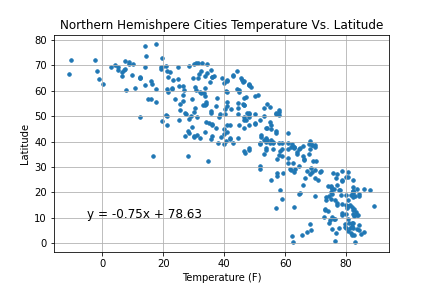 Northern Hemishpere Cities Temperature Vs. Latitude
80
70
60
50
40
30
20
10
0
Latitude
y = -0.75x + 78.63
0 20 40 60 80
Temperature (F)